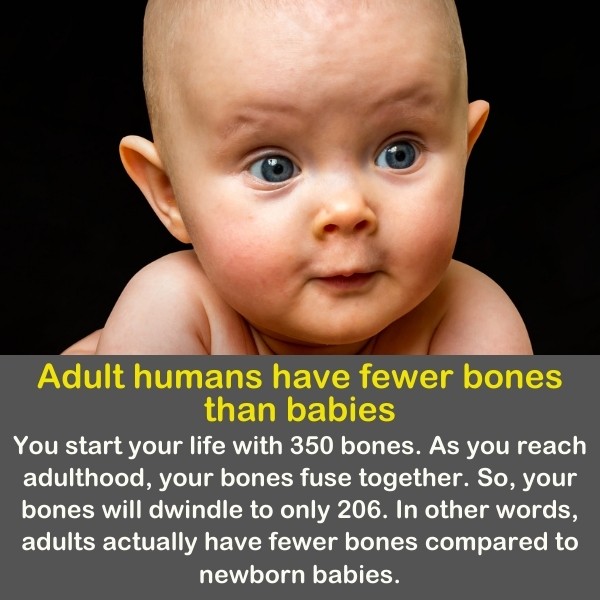 Adult humans have fewer bones
than babies
You start your life with 350 bones. As you reach
adulthood, your bones fuse together. So, your
bones will dwindle to only 206. In other words,
adults actually have fewer bones compared to
newborn babies.